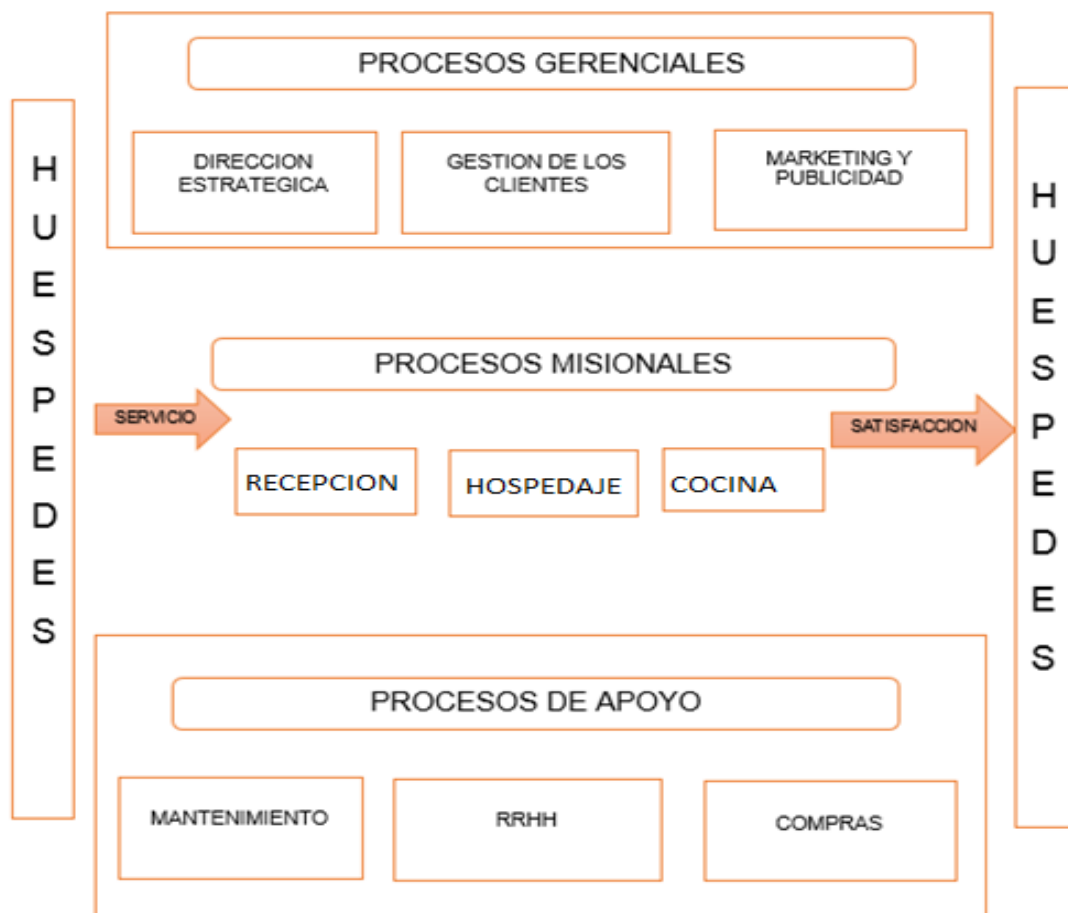 PROCESOS GERENCIALES
DIRECCION
ESTRATEGICA
GESTION DE LOS
CLIENTES
MARKETING Y
PUBLICIDAD
HUESPEDES
PROCESOS MISIONALES
SERVICIO
RECEPCION
HOSPEDAJE
COCINA
SATISFACCION
HUESPEDES
PROCESOS DE APOYO
MANTENIMIENTO
RRHH
COMPRAS